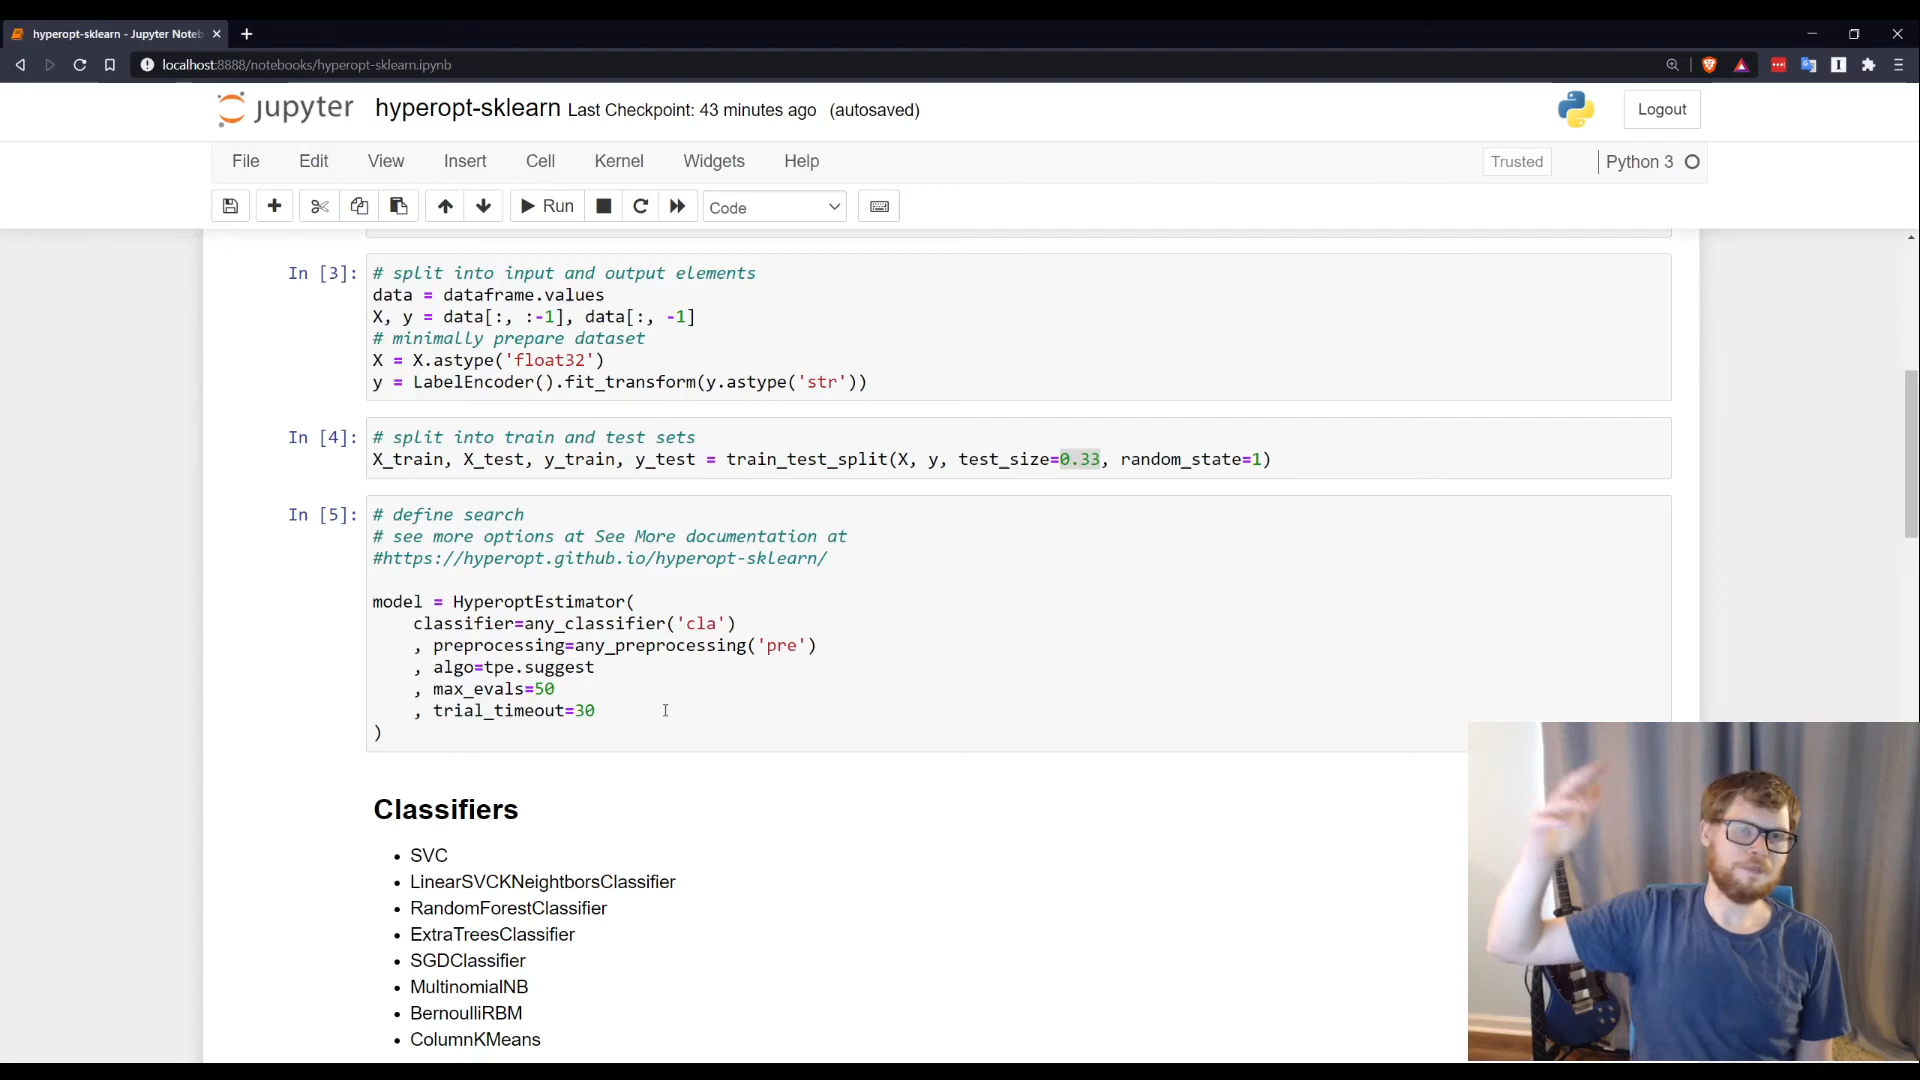 hyperopt-sklearn - Jupyter Noteb
localhost:8888/notebooks/hyperopt-sklearn.ipynb
jupyter hyperopt-sklearn Last Checkpoint: 43 minutes ago (autosaved)
Logout
File Edit View Insert Cell Kernel Widgets Help
Trusted Python 3
Run Code
In [3]:
# split into input and output elements
data = dataframe.values
X, y = data[:, :-1], data[:, -1]
# minimally prepare dataset
X = X.astype('float32')
y = LabelEncoder().fit_transform(y.astype('str'))
In [4]:
# split into train and test sets
X_train, X_test, y_train, y_test = train_test_split(X, y, test_size=0.33, random_state=1)
In [5]:
# define search
# see more options at See More documentation at
#https://hyperopt.github.io/hyperopt-sklearn/
model = HyperoptEstimator(
classifier=any_classifier('cla')
, preprocessing=any_preprocessing('pre')
, algo=tpe.suggest
, max_evals=50
, trial_timeout=30
)
Classifiers
• SVC
• LinearSVCKNeightborsClassifier
• RandomForestClassifier
• ExtraTreesClassifier
• SGDClassifier
• MultinomialNB
• BernoulliRBM
• ColumnKMeans